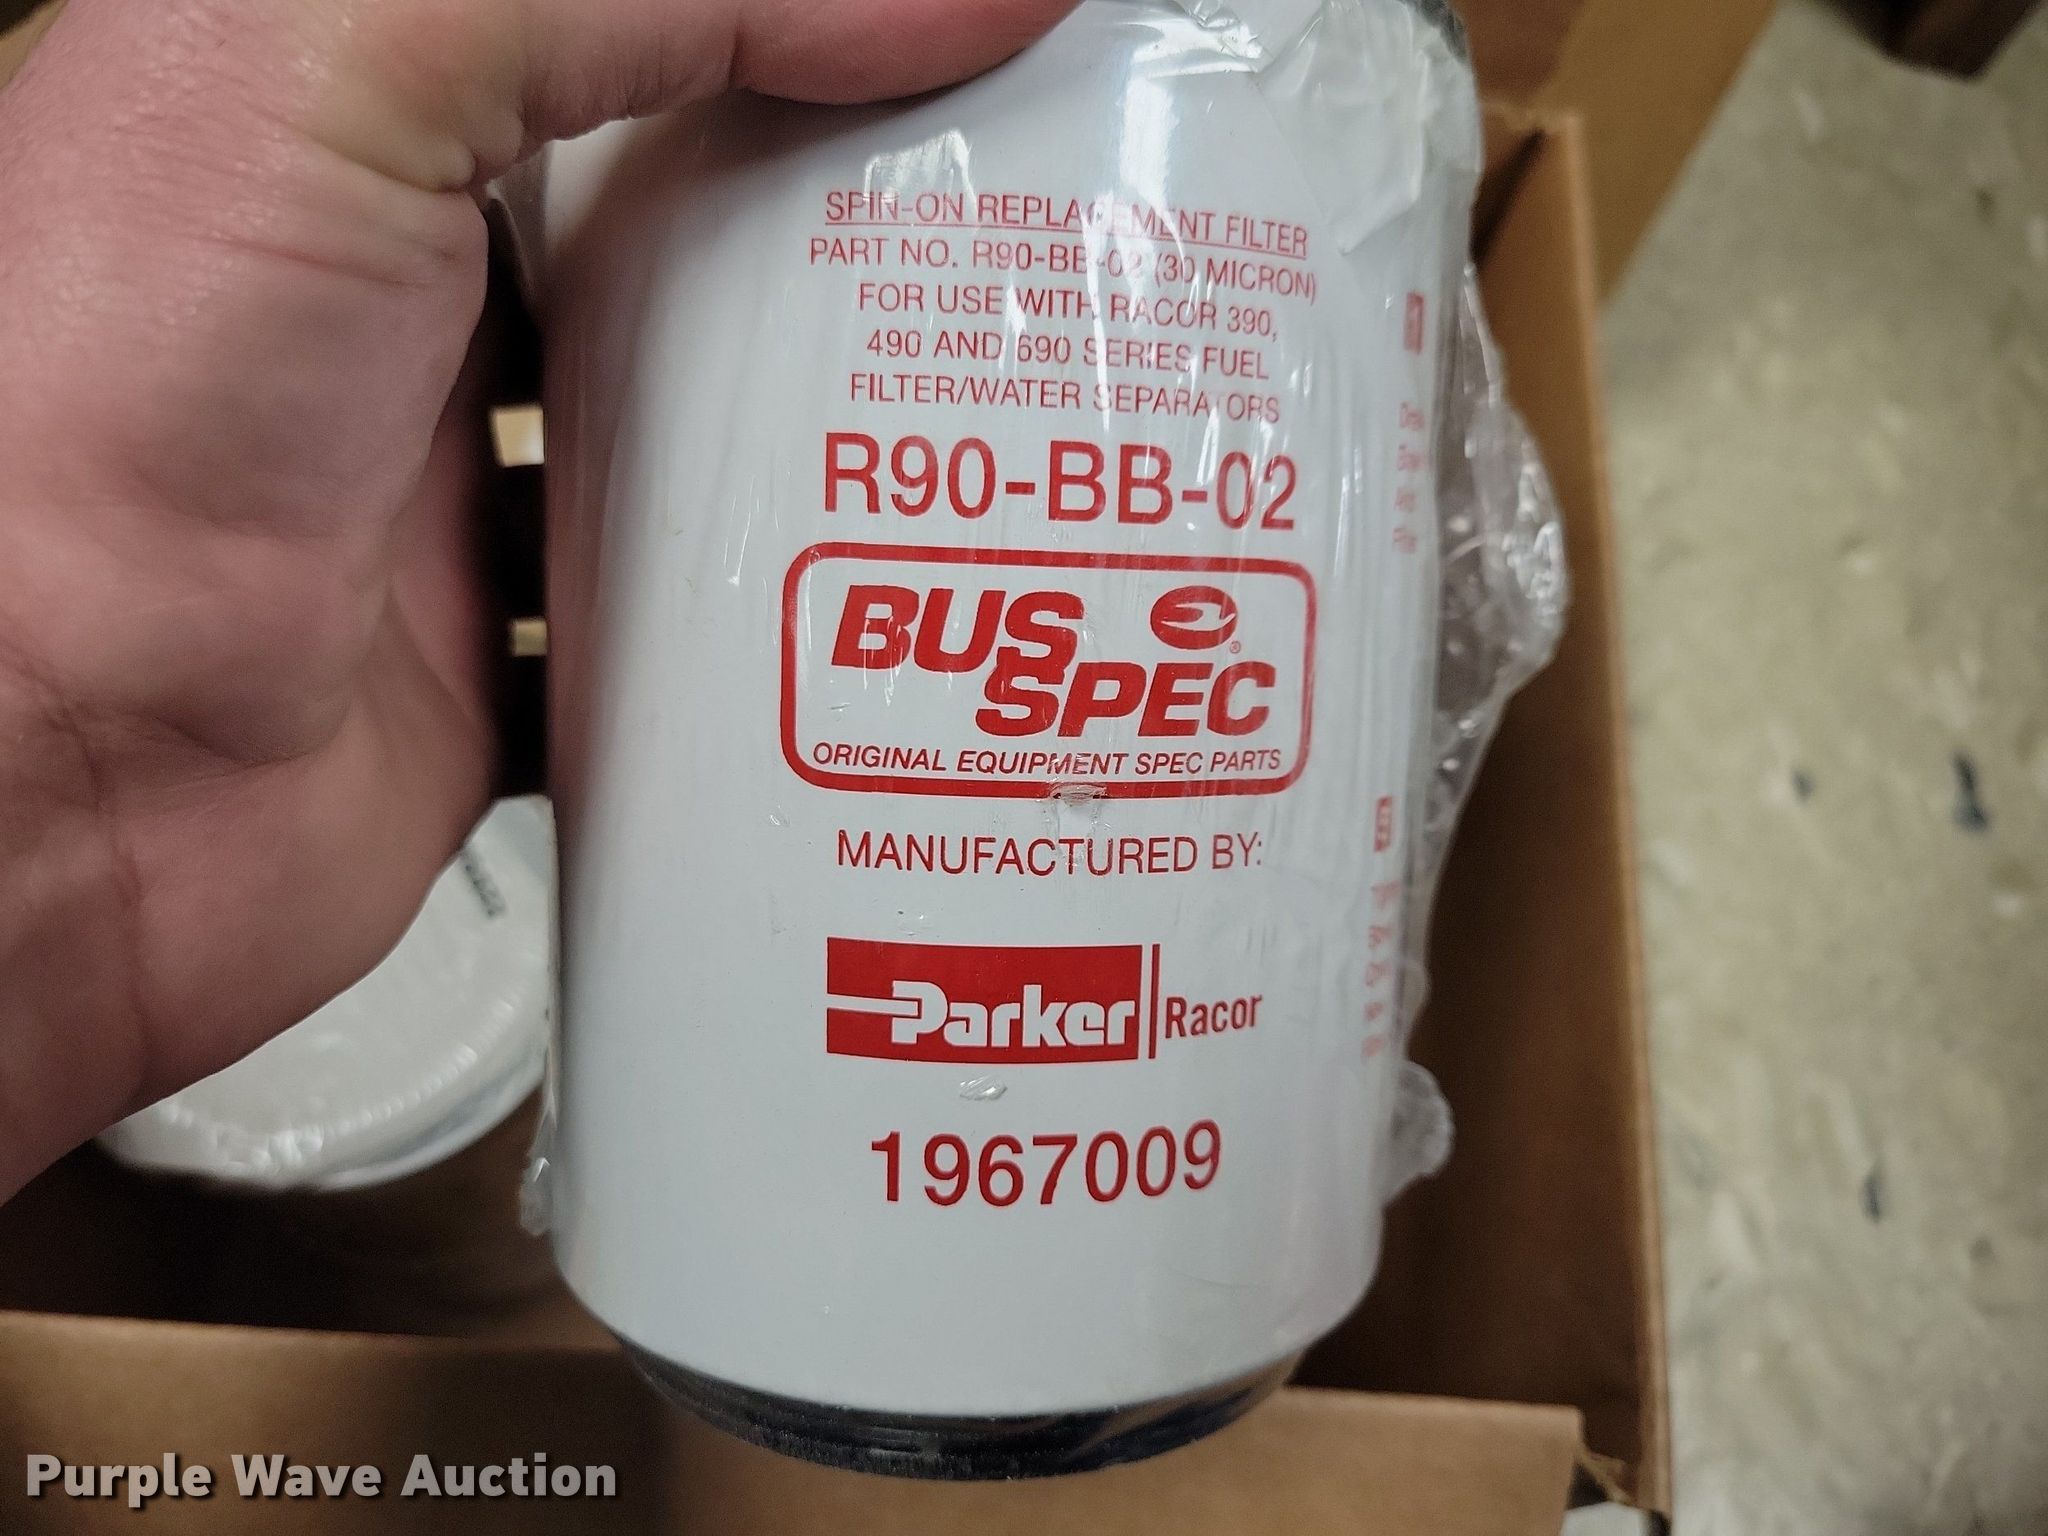 SPIN-ON REPLACEMENT FILTER
PART NO. R90-BB-02 (30 MICRON)
FOR USE WITH RACOR 390,
490 AND 690 SERIES FUEL
FILTER/WATER SEPARATORS
R90-BB-02
BUS
SPEC
®
ORIGINAL EQUIPMENT SPEC PARTS
MANUFACTURED BY:
Parker Racor
1967009
Purple Wave Auction